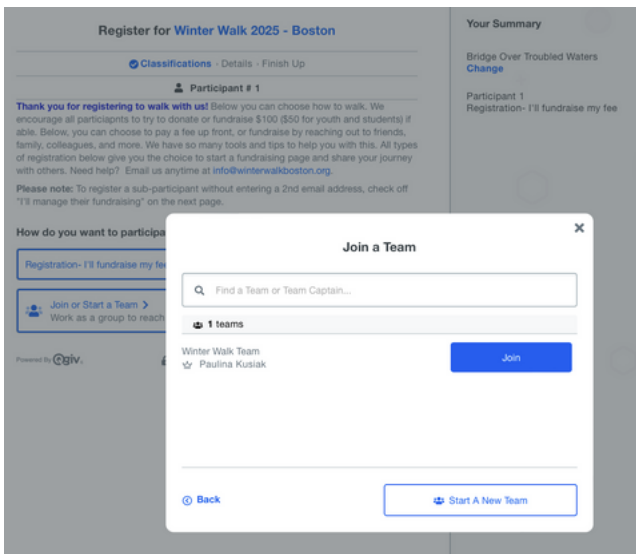 Register for Winter Walk 2025 - Boston
Classifications · Details · Finish Up
Participant # 1
Thank you for registering to walk with us! Below you can choose how to walk. We
encourage all particiapnts to try to donate or fundraise $100 ($50 for youth and students) if
able. Below, you can choose to pay a fee up front, or fundraise by reaching out to friends,
family, colleagues, and more. We have so many tools and tips to help you with this. All types
of registration below give you the choice to start a fundraising page and share your journey
with others. Need help? Email us anytime at info@winterwalkboston.org.
Please note: To register a sub-participant without entering a 2nd email address, check off
"I'll manage their fundraising" on the next page.
How do you want to participa
Registration- I'll fundraise my fee
Join or Start a Team
Work as a group to reach
Powered By Qgiv.
Your Summary
Bridge Over Troubled Waters
Change
Participant 1
Registration- I'll fundraise my fee
Join a Team
Find a Team or Team Captain...
1 teams
Winter Walk Team
Paulina Kusiak
Join
Back
Start A New Team